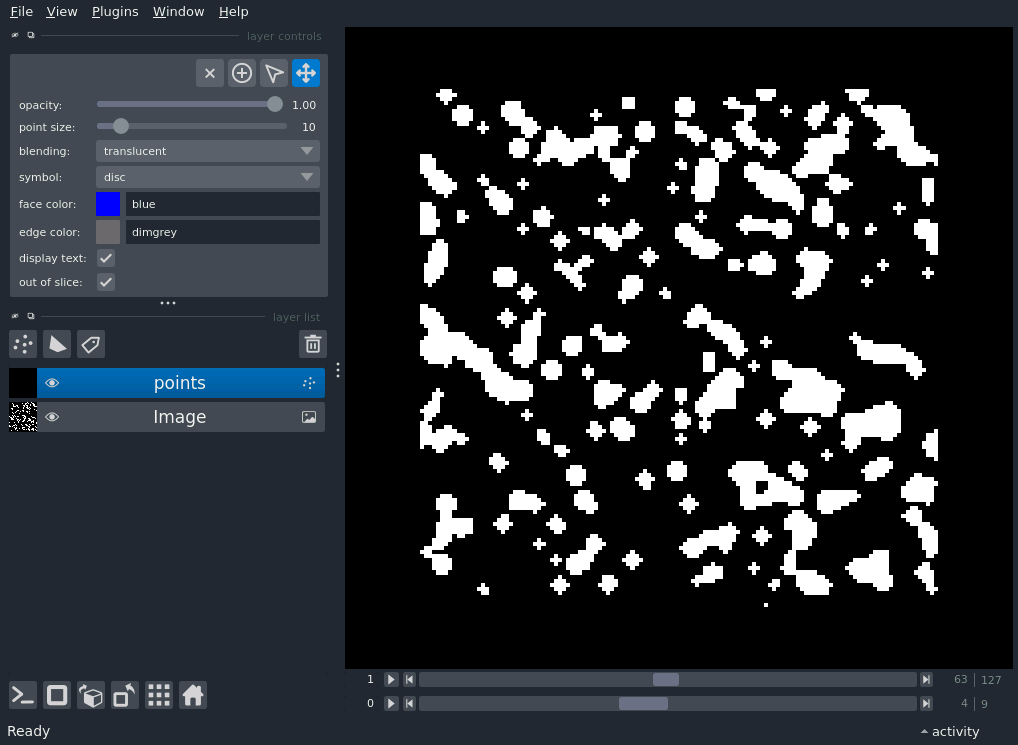 File View Plugins Window Help
layer controls
opacity: 1.00
point size: 10
blending: translucent
symbol: disc
face color: blue
edge color: dimgrey
display text:
out of slice:
layer list
points
Image
1 63 127
0 4 9
Ready activity